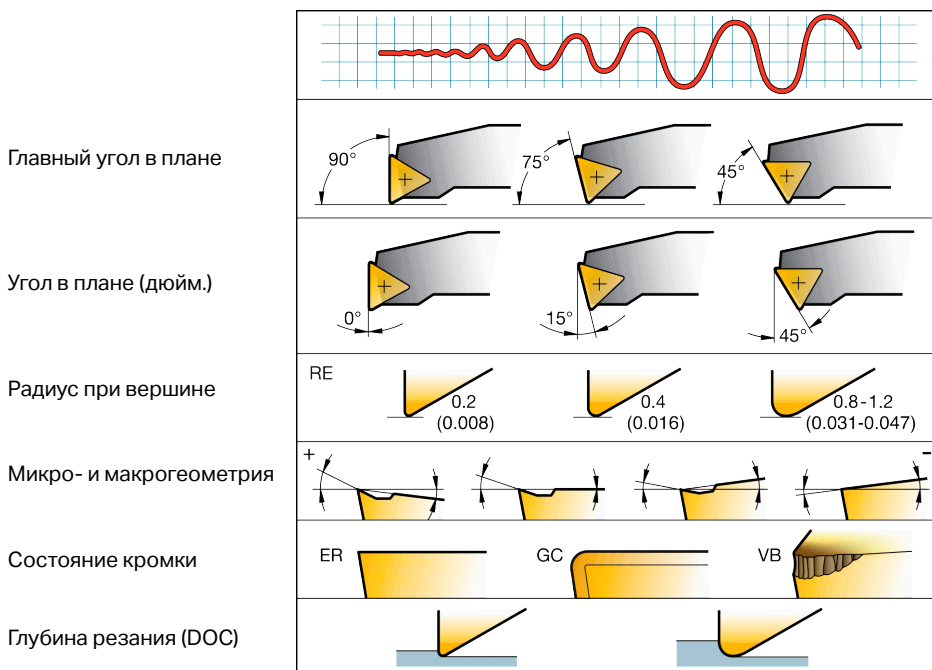 Главный угол в плане
90°
75°
45°
Угол в плане (дюйм.)
0°
15°
45°
Радиус при вершине
RE
0.2
(0.008)
0.4
(0.016)
0.8-1.2
(0.031-0.047)
Микро- и макрогеометрия
+
-
Состояние кромки
ER
GC
VB
Глубина резания (DOC)